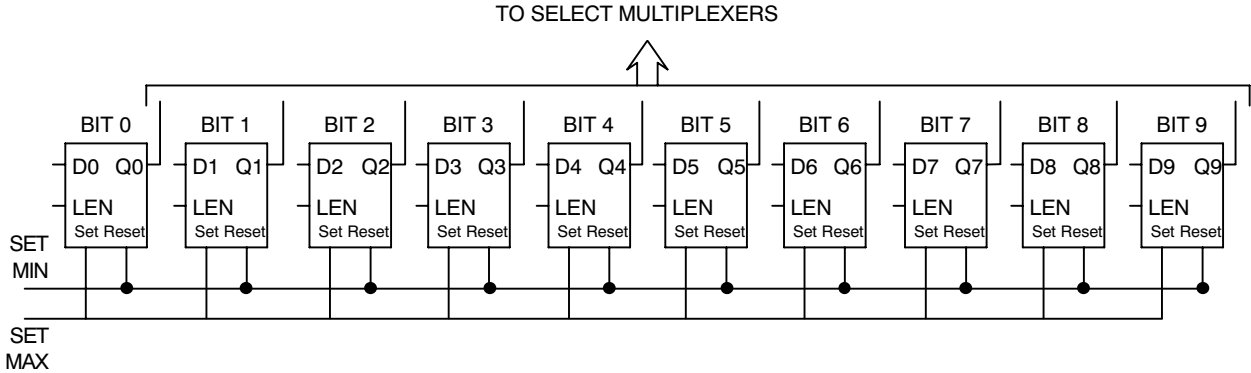 TO SELECT MULTIPLEXERS
BIT 0 BIT 1 BIT 2 BIT 3 BIT 4 BIT 5 BIT 6 BIT 7 BIT 8 BIT 9
D0 Q0 D1 Q1 D2 Q2 D3 Q3 D4 Q4 D5 Q5 D6 Q6 D7 Q7 D8 Q8 D9 Q9
LEN LEN LEN LEN LEN LEN LEN LEN LEN LEN
Set Reset Set Reset Set Reset Set Reset Set Reset Set Reset Set Reset Set Reset Set Reset Set Reset
SET
MIN
SET
MAX